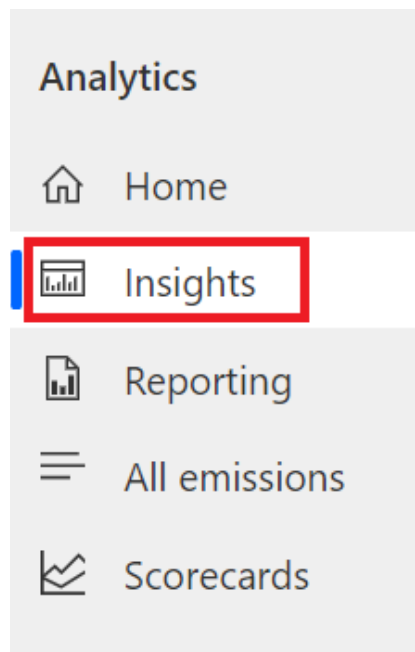 Analytics
Home
Insights
Reporting
All emissions
Scorecards